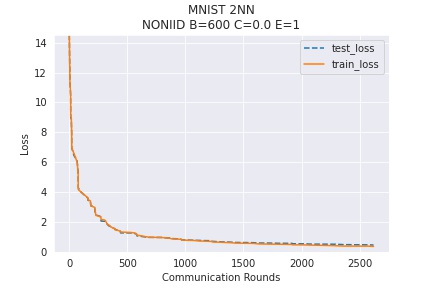 MNIST 2NN
NONIID B=600 C=0.0 E=1
test_loss
train_loss
14
12
10
8
6
4
2
0
Loss
0 500 1000 1500 2000 2500
Communication Rounds